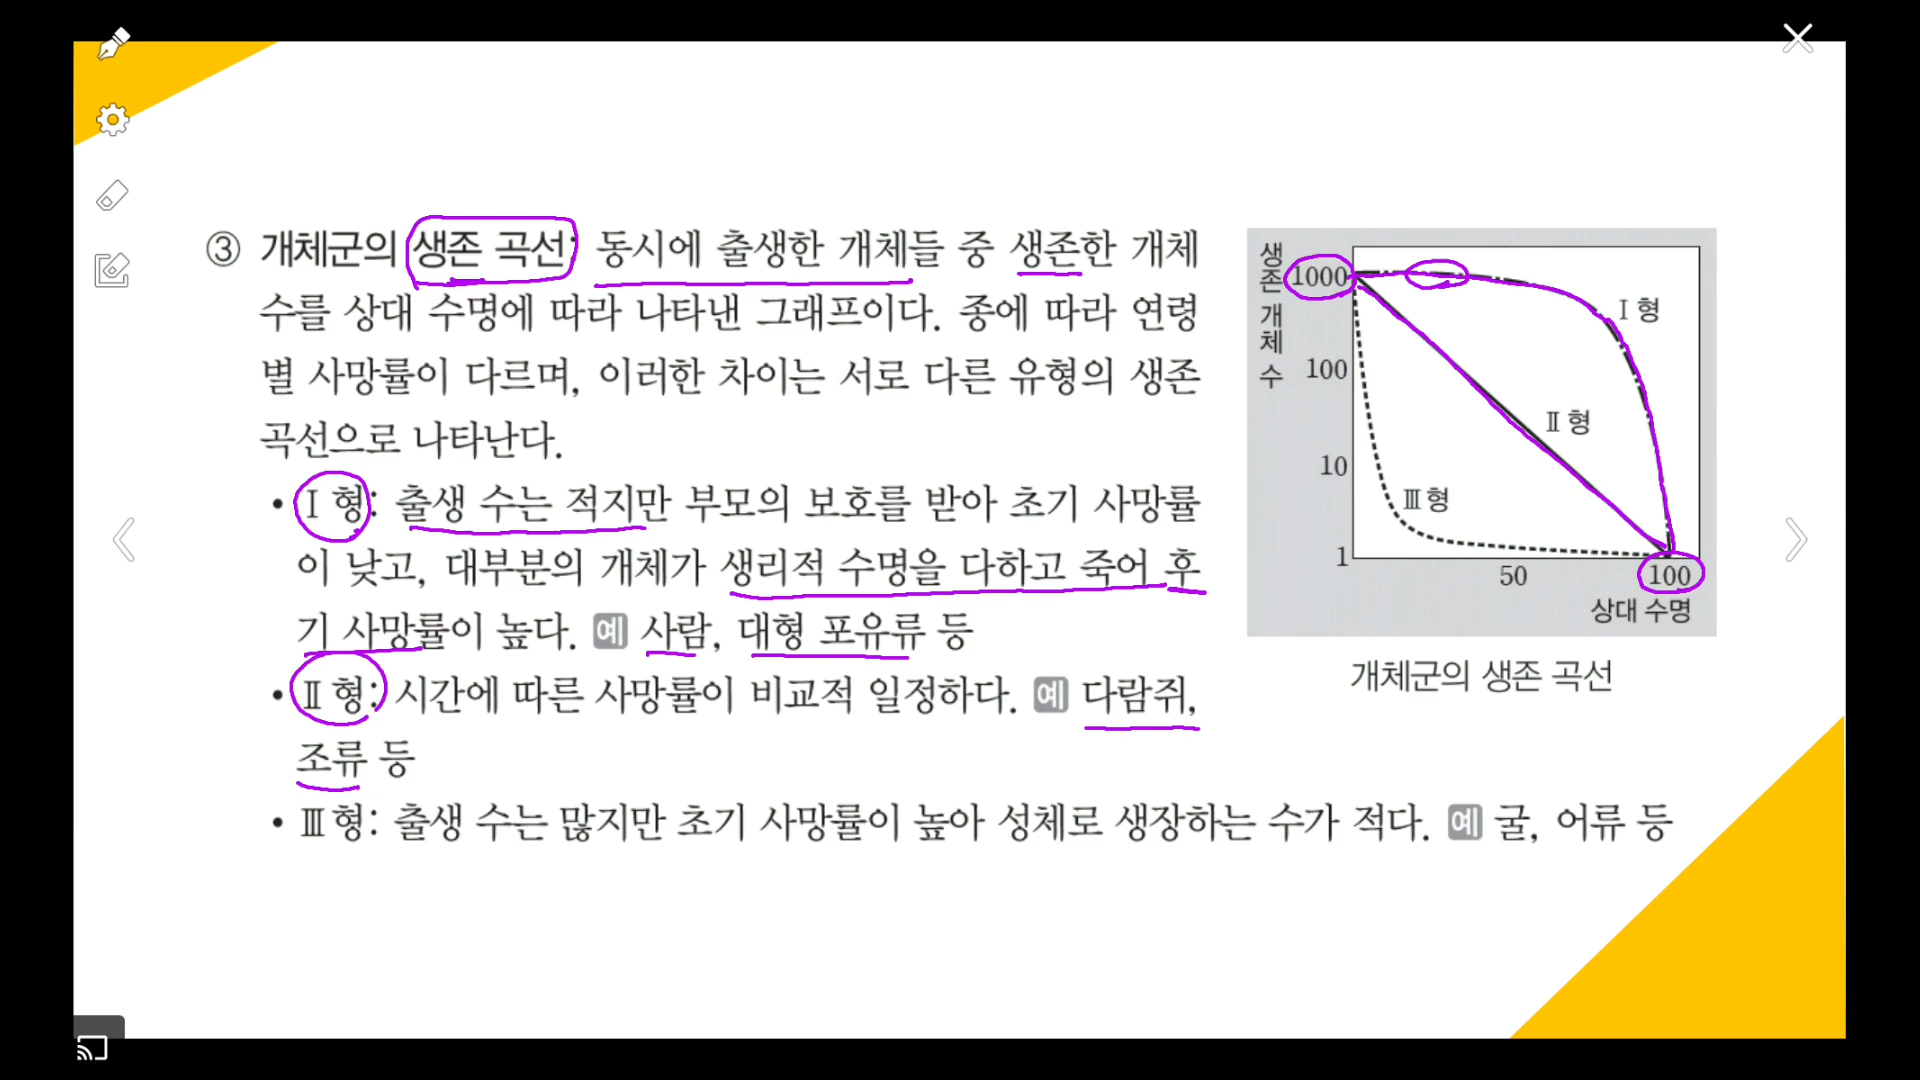 ③ 개체군의 생존 곡선: 동시에 출생한 개체들 중 생존한 개체
수를 상대 수명에 따라 나타낸 그래프이다. 종에 따라 연령
별 사망률이 다르며, 이러한 차이는 서로 다른 유형의 생존
곡선으로 나타난다.
• Ⅰ형: 출생 수는 적지만 부모의 보호를 받아 초기 사망률
이 낮고, 대부분의 개체가 생리적 수명을 다하고 죽어 후
기 사망률이 높다. 예 사람, 대형 포유류 등
• Ⅱ형: 시간에 따른 사망률이 비교적 일정하다. 예 다람쥐,
조류 등
• Ⅲ형: 출생 수는 많지만 초기 사망률이 높아 성체로 생장하는 수가 적다. 예 굴, 어류 등
생존 개체 수
1000
100
10
1
Ⅰ형
Ⅱ형
Ⅲ형
50
100
상대 수명
개체군의 생존 곡선